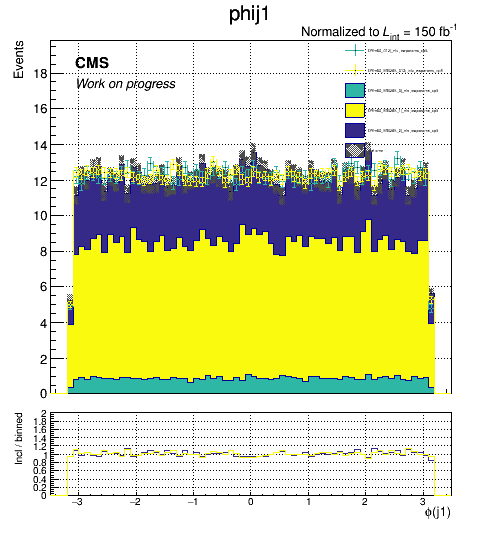 phij1
Normalized to L_int = 150 fb⁻¹
Events
CMS
Work on progress
18
16
14
12
10
8
6
4
2
0
Incl / binned
2
1.8
1.6
1.4
1.2
1
0.8
0.6
0.4
0.2
0
−3 −2 −1 0 1 2 3
ϕ(j1)